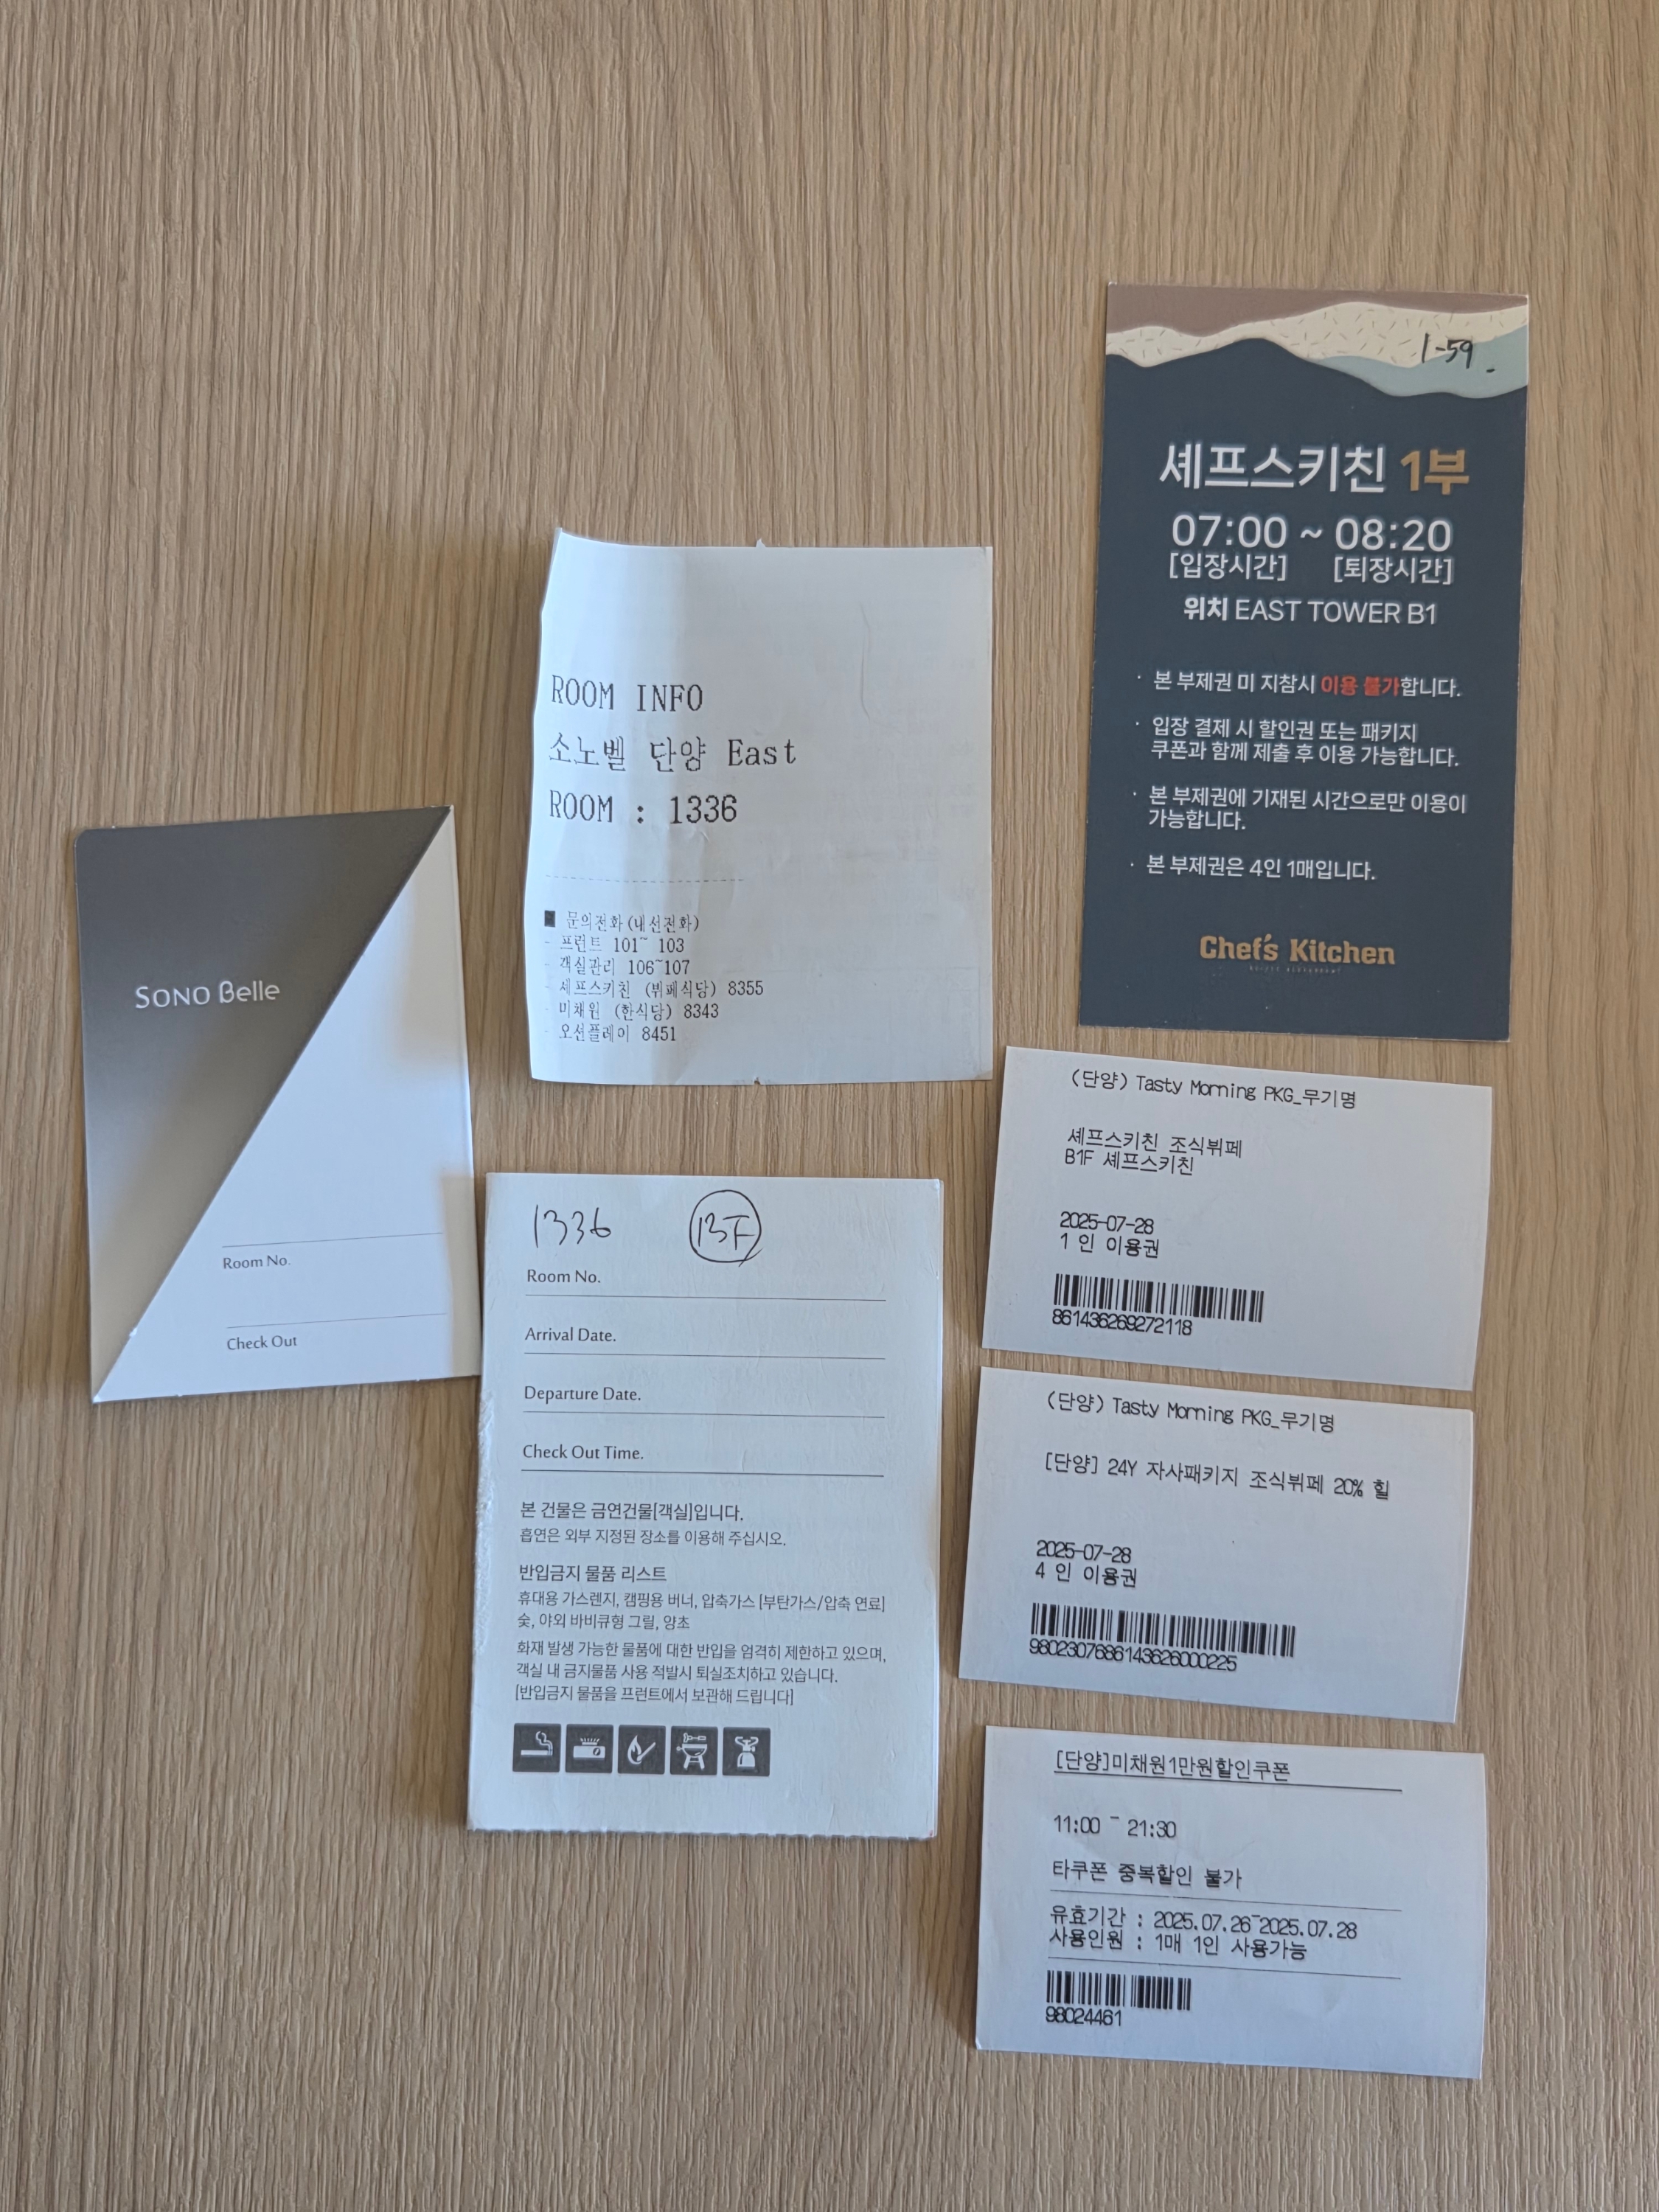 SONO Belle
Room No.
Check Out
ROOM INFO
소노벨 단양 East
ROOM : 1336
문의전화(내선전화)
- 프런트 101~ 103
- 객실관리 106~107
- 셰프스키친 (뷔페식당) 8355
- 미채원 (한식당) 8343
- 오션플레이 8451
1336 13F
Room No.
Arrival Date.
Departure Date.
Check Out Time.
본 건물은 금연건물[객실]입니다.
흡연은 외부 지정된 장소를 이용해 주십시오.
반입금지 물품 리스트
휴대용 가스렌지, 캠핑용 버너, 압축가스 [부탄가스/압축 연료]
숯, 야외 바비큐형 그릴, 양초
화재 발생 가능한 물품에 대한 반입을 엄격히 제한하고 있으며,
객실 내 금지물품 사용 적발시 퇴실조치하고 있습니다.
[반입금지 물품을 프런트에서 보관해 드립니다]
1-59.
셰프스키친 1부
07:00 ~ 08:20
[입장시간] [퇴장시간]
위치 EAST TOWER B1
· 본 부제권 미 지참시 이용 불가합니다.
· 입장 결제 시 할인권 또는 패키지
쿠폰과 함께 제출 후 이용 가능합니다.
· 본 부제권에 기재된 시간으로만 이용이
가능합니다.
· 본 부제권은 4인 1매입니다.
Chef's Kitchen
(단양) Tasty Morning PKG_무기명
셰프스키친 조식뷔페
B1F 셰프스키친
2025-07-28
1 인 이용권
861436269272118
(단양) Tasty Morning PKG_무기명
[단양] 24Y 자사패키지 조식뷔페 20% 할
2025-07-28
4 인 이용권
9802307686143626000225
[단양]미채원1만원할인쿠폰
11:00 ~ 21:30
타쿠폰 중복할인 불가
유효기간 : 2025.07.26~2025.07.28
사용인원 : 1매 1인 사용가능
98024461